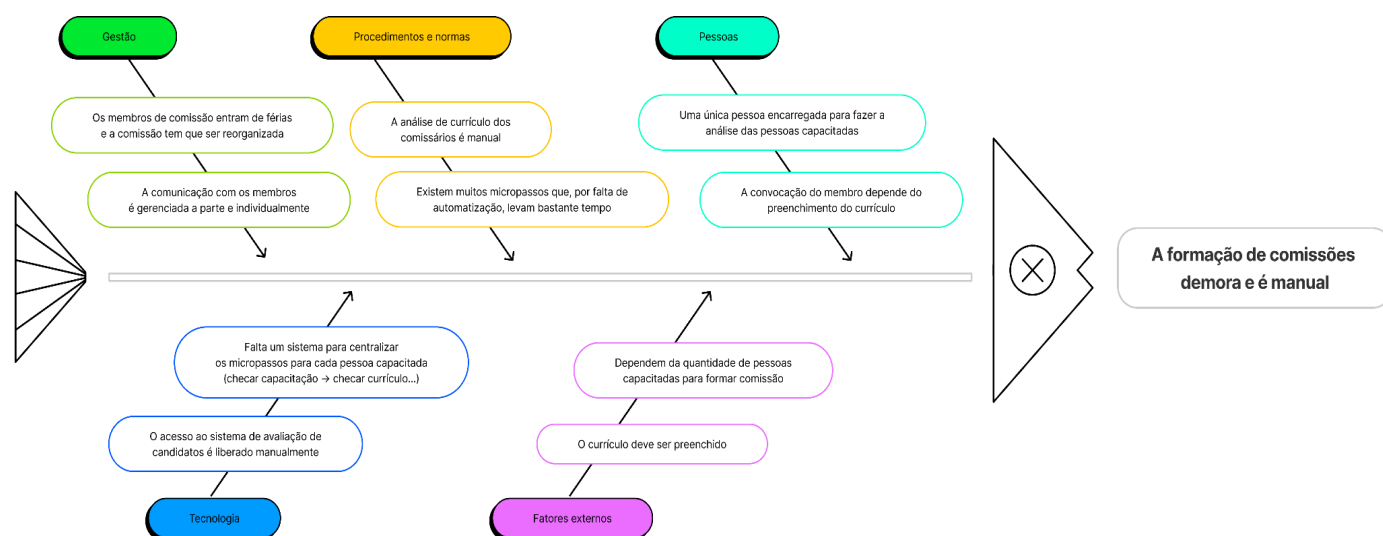 Gestão
Procedimentos e normas
Pessoas
Os membros de comissão entram de férias
e a comissão tem que ser reorganizada
A comunicação com os membros
é gerenciada a parte e individualmente
A análise de currículo dos
comissários é manual
Existem muitos micropassos que, por falta de
automatização, levam bastante tempo
Uma única pessoa encarregada para fazer a
análise das pessoas capacitadas
A convocação do membro depende do
preenchimento do currículo
A formação de comissões
demora e é manual
Falta um sistema para centralizar
os micropassos para cada pessoa capacitada
(checar capacitação → checar currículo...)
O acesso ao sistema de avaliação de
candidatos é liberado manualmente
Tecnologia
Dependem da quantidade de pessoas
capacitadas para formar comissão
O currículo deve ser preenchido
Fatores externos